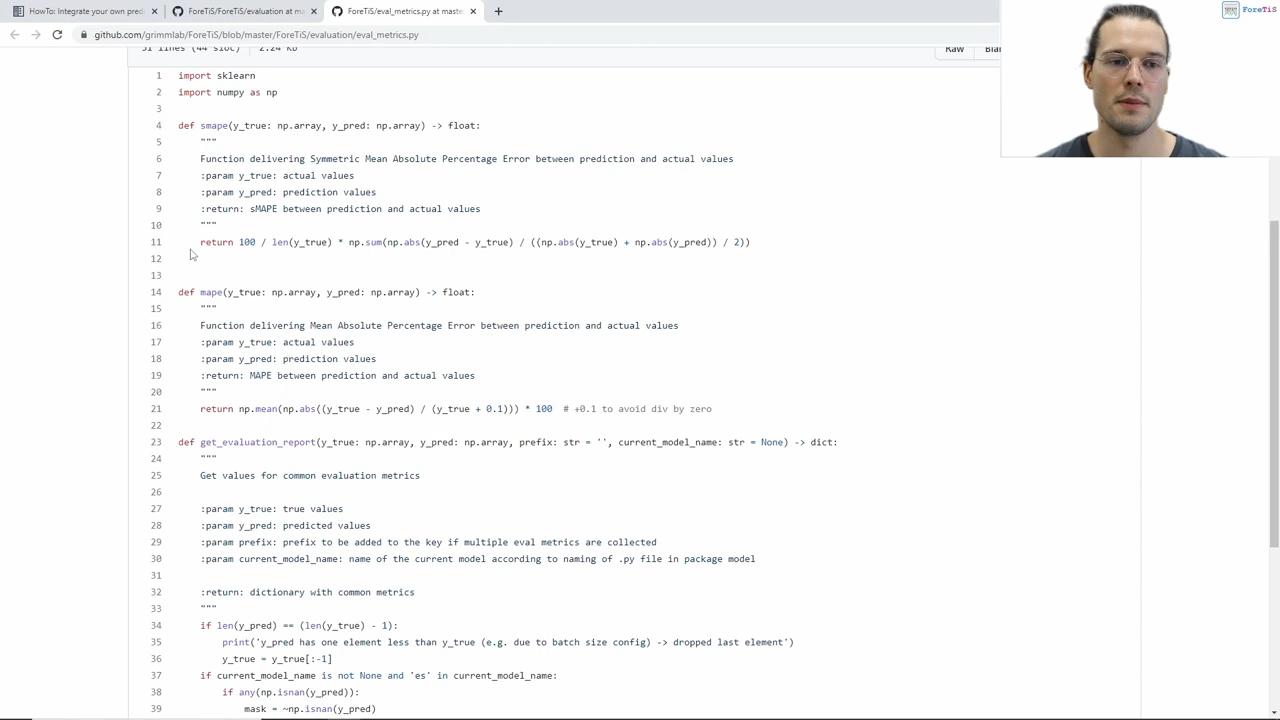 HowTo: Integrate your own pred
ForeTiS/ForeTiS/evaluation at ma
ForeTiS/eval_metrics.py at maste
ForeTiS
github.com/grimmlab/ForeTiS/blob/master/ForeTiS/evaluation/eval_metrics.py
51 lines (44 sloc) 2.24 KB
Raw
1 import sklearn
2 import numpy as np
3
4 def smape(y_true: np.array, y_pred: np.array) -> float:
5 """
6 Function delivering Symmetric Mean Absolute Percentage Error between prediction and actual values
7 :param y_true: actual values
8 :param y_pred: prediction values
9 :return: sMAPE between prediction and actual values
10 """
11 return 100 / len(y_true) * np.sum(np.abs(y_pred - y_true) / ((np.abs(y_true) + np.abs(y_pred)) / 2))
12
13
14 def mape(y_true: np.array, y_pred: np.array) -> float:
15 """
16 Function delivering Mean Absolute Percentage Error between prediction and actual values
17 :param y_true: actual values
18 :param y_pred: prediction values
19 :return: MAPE between prediction and actual values
20 """
21 return np.mean(np.abs((y_true - y_pred) / (y_true + 0.1))) * 100 # +0.1 to avoid div by zero
22
23 def get_evaluation_report(y_true: np.array, y_pred: np.array, prefix: str = '', current_model_name: str = None) -> dict:
24 """
25 Get values for common evaluation metrics
26
27 :param y_true: true values
28 :param y_pred: predicted values
29 :param prefix: prefix to be added to the key if multiple eval metrics are collected
30 :param current_model_name: name of the current model according to naming of .py file in package model
31
32 :return: dictionary with common metrics
33 """
34 if len(y_pred) == (len(y_true) - 1):
35 print('y_pred has one element less than y_true (e.g. due to batch size config) -> dropped last element')
36 y_true = y_true[:-1]
37 if current_model_name is not None and 'es' in current_model_name:
38 if any(np.isnan(y_pred)):
39 mask = ~np.isnan(y_pred)